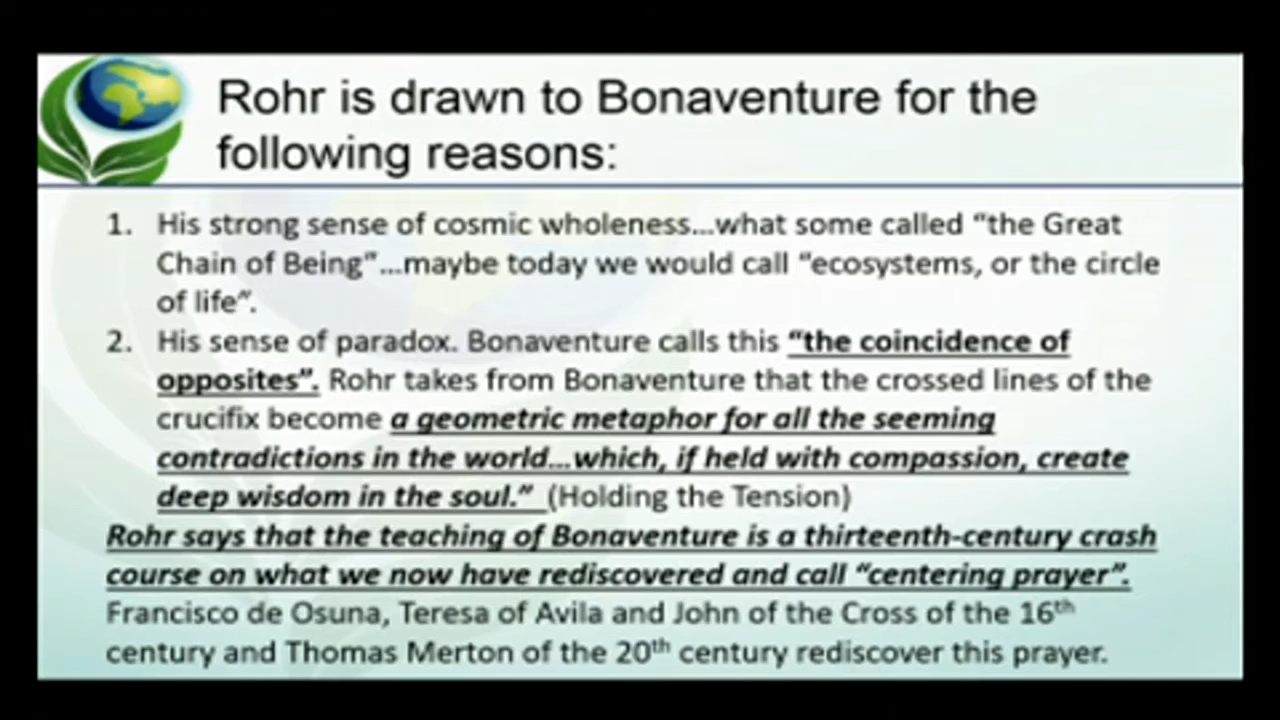 Rohr is drawn to Bonaventure for the
following reasons:
1. His strong sense of cosmic wholeness...what some called “the Great
Chain of Being”...maybe today we would call “ecosystems, or the circle
of life”.
2. His sense of paradox. Bonaventure calls this “the coincidence of
opposites”. Rohr takes from Bonaventure that the crossed lines of the
crucifix become a geometric metaphor for all the seeming
contradictions in the world...which, if held with compassion, create
deep wisdom in the soul.” (Holding the Tension)
Rohr says that the teaching of Bonaventure is a thirteenth-century crash
course on what we now have rediscovered and call “centering prayer”.
Francisco de Osuna, Teresa of Avila and John of the Cross of the 16th
century and Thomas Merton of the 20th century rediscover this prayer.